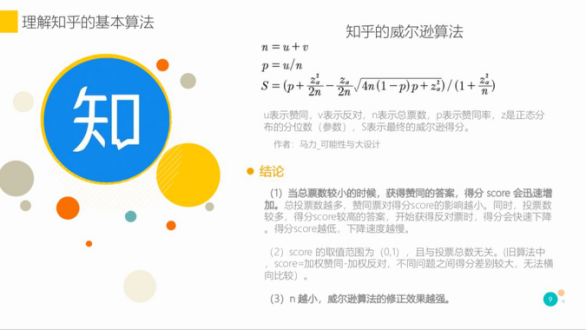 理解知乎的基本算法
知
知乎的威尔逊算法
n = u + v
p = u/n
S = (p + z_α^2/2n − z_α/2n √(4n(1−p)p + z_α^2)) / (1 + z_α^2/n)
u表示赞同，v表示反对，n表示总票数，p表示赞同率，z是正态分
布的分位数（参数），S表示最终的威尔逊得分。
作者：马力_可能性与大设计
结论
（1）当总票数较小的时候，获得赞同的答案，得分 score 会迅速增
加。总投票数越多，赞同票对得分score的影响越小。同时，投票数
较多，得分score较高的答案，开始获得反对票时，得分会快速下降
，得分score越低，下降速度越慢。
（2）score 的取值范围为（0,1），且与投票总数无关。(旧算法中
，score=加权赞同-加权反对，不同问题之间得分差别较大，无法横
向比较）。
（3）n 越小，威尔逊算法的修正效果越强。
9